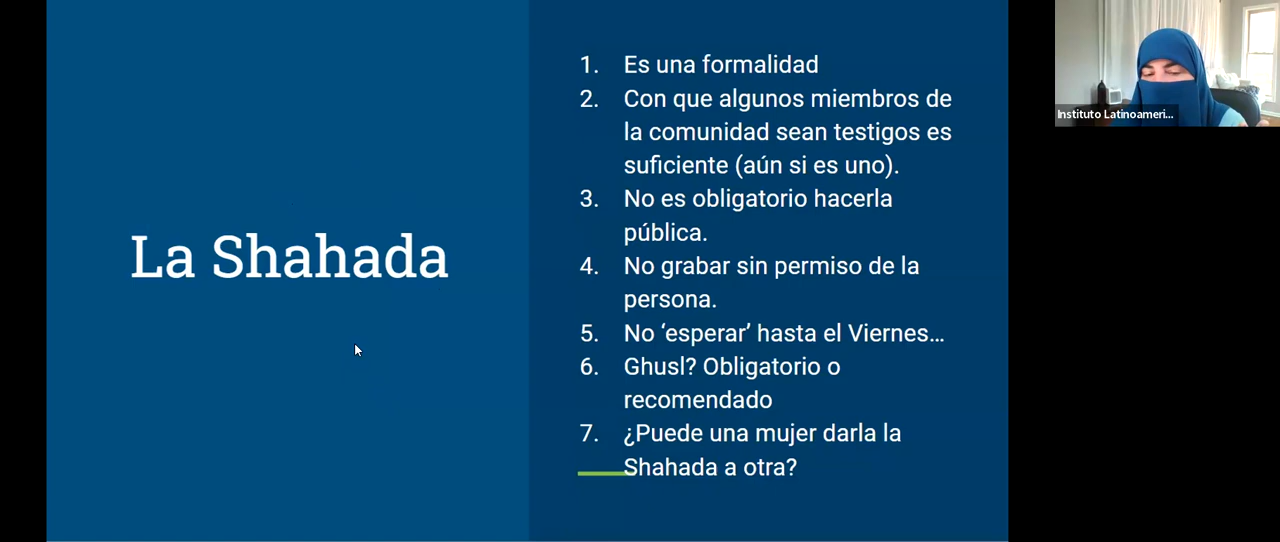 La Shahada
1. Es una formalidad
2. Con que algunos miembros de
la comunidad sean testigos es
suficiente (aún si es uno).
3. No es obligatorio hacerla
pública.
4. No grabar sin permiso de la
persona.
5. No ‘esperar’ hasta el Viernes...
6. Ghusl? Obligatorio o
recomendado
7. ¿Puede una mujer darla la
Shahada a otra?
Instituto Latinoameri...